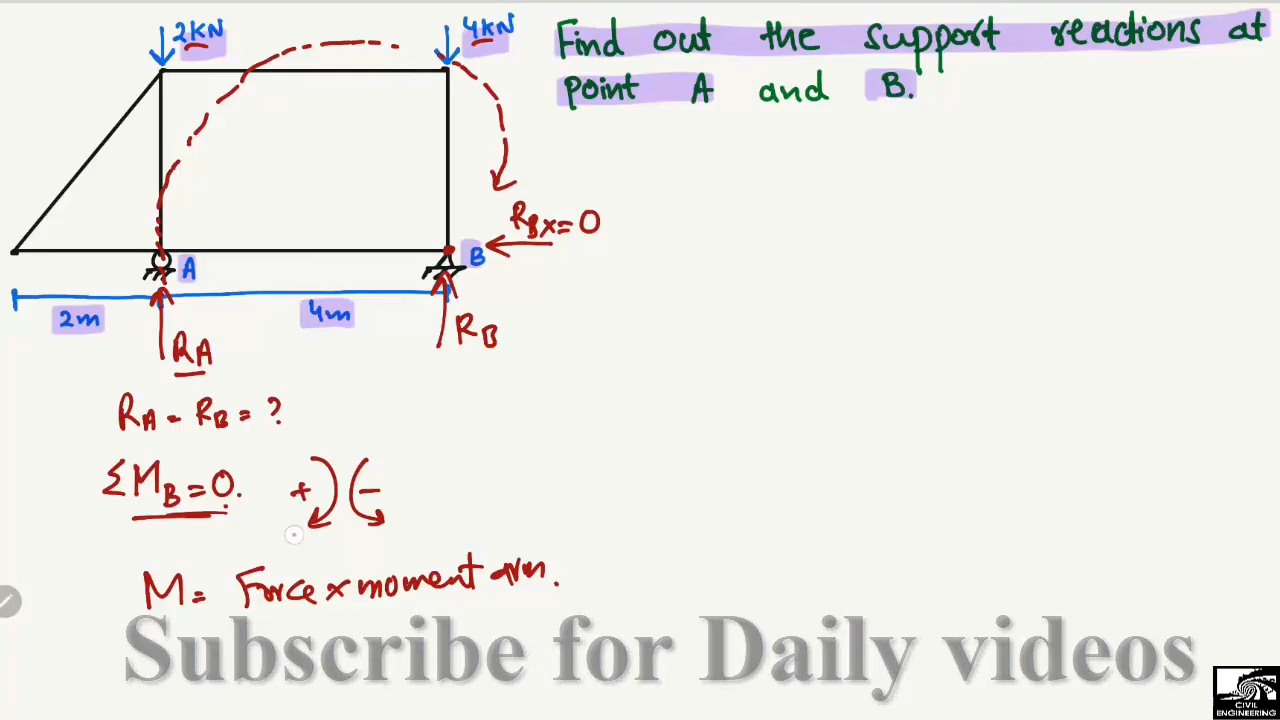 2KN
4KN
Find out the support reactions at
point A and B.
RBx=0
A
B
2m
4m
RA
RB
RA = RB = ?
ΣMB=0.
+ -
M= Force x moment arm.
Subscribe for Daily videos
CIVIL
ENGINEERING